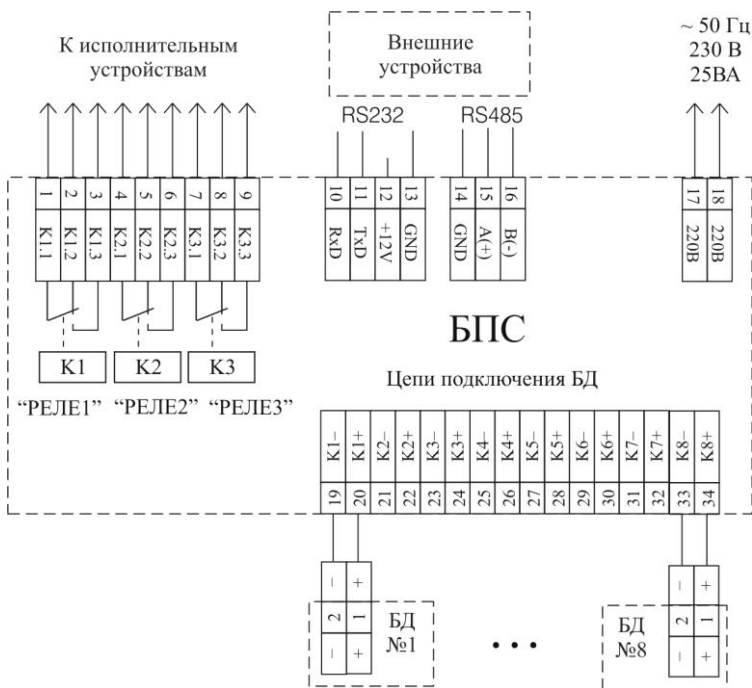 К исполнительным
устройствам
Внешние
устройства
~ 50 Гц
230 В
25ВА
RS232
RS485
1 2 3 4 5 6 7 8 9
K1.1 K1.2 K1.3 K2.1 K2.2 K2.3 K3.1 K3.2 K3.3
10 11 12 13
RxD TxD +12V GND
14 15 16
GND A(+) B(-)
17 18
220В 220В
K1 K2 K3
“РЕЛЕ1” “РЕЛЕ2” “РЕЛЕ3”
БПС
Цепи подключения БД
K1– K1+ K2– K2+ K3– K3+ K4– K4+ K5– K5+ K6– K6+ K7– K7+ K8– K8+
19 20 21 22 23 24 25 26 27 28 29 30 31 32 33 34
– +
2 1
– +
БД
№1
• • •
БД
№8
– +
2 1
– +